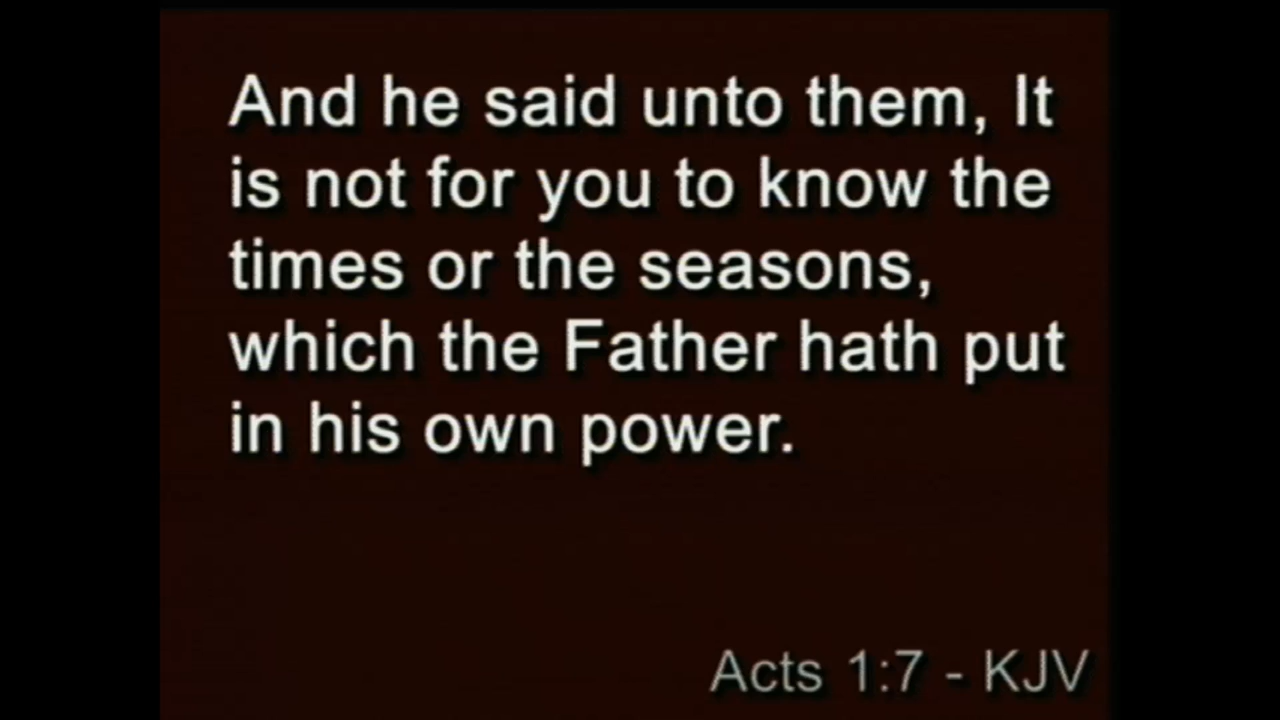 And he said unto them, It
is not for you to know the
times or the seasons,
which the Father hath put
in his own power.
Acts 1:7 - KJV